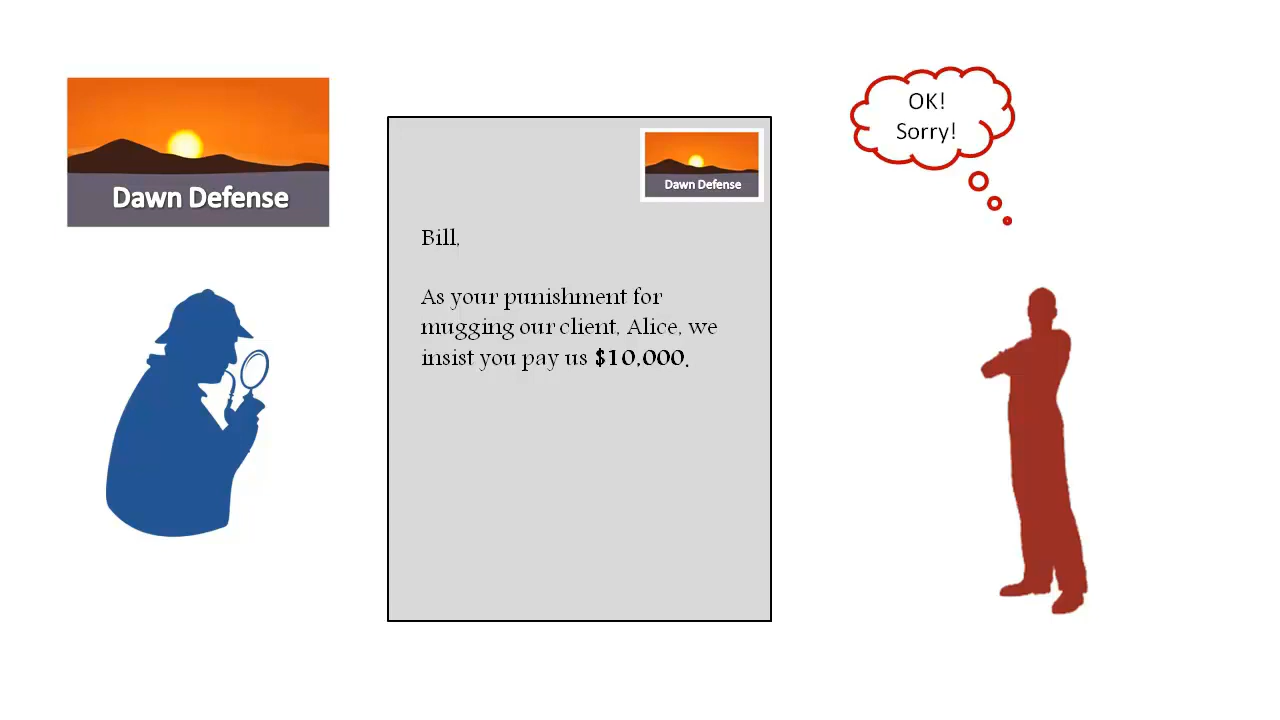 Dawn Defense
Dawn Defense
Bill,
As your punishment for
mugging our client, Alice, we
insist you pay us $10,000.
OK!
Sorry!